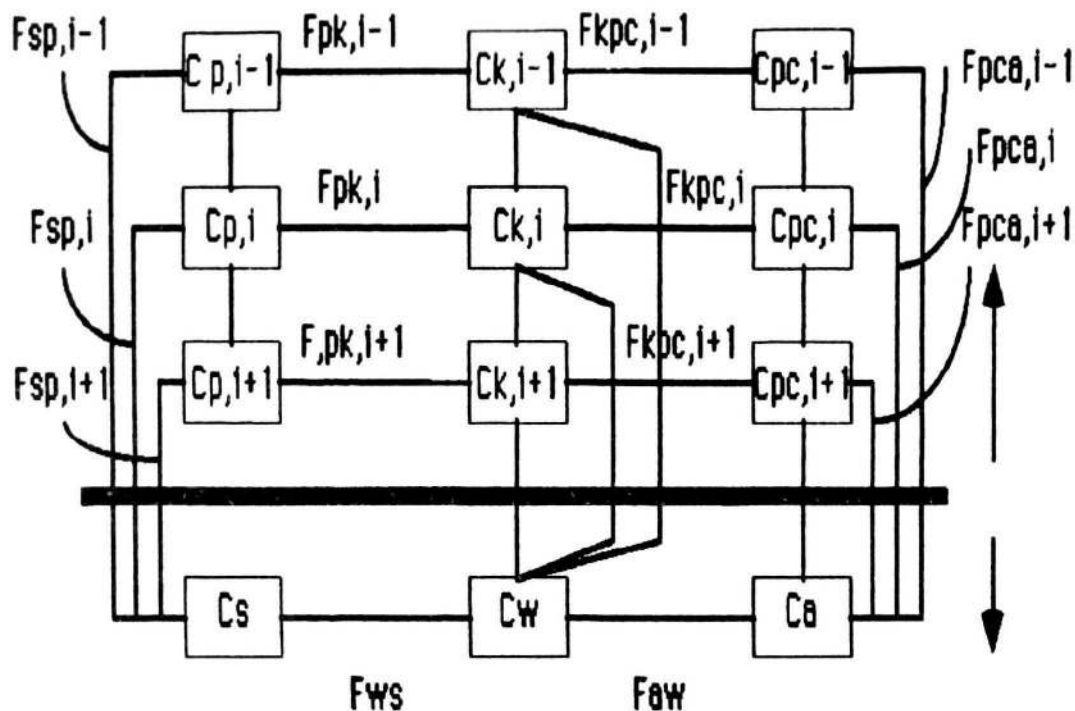 Fsp,i-1 Fpk,i-1 Fkpc,i-1
Cp,i-1 Ck,i-1 Cpc,i-1 Fpca,i-1
Fpca,i
Fsp,i Fpk,i Fkpc,i
Cp,i Ck,i Cpc,i Fpca,i+1
Fsp,i+1 F,pk,i+1 Fkpc,i+1
Cp,i+1 Ck,i+1 Cpc,i+1
Cs Cw Ca
Fws Faw